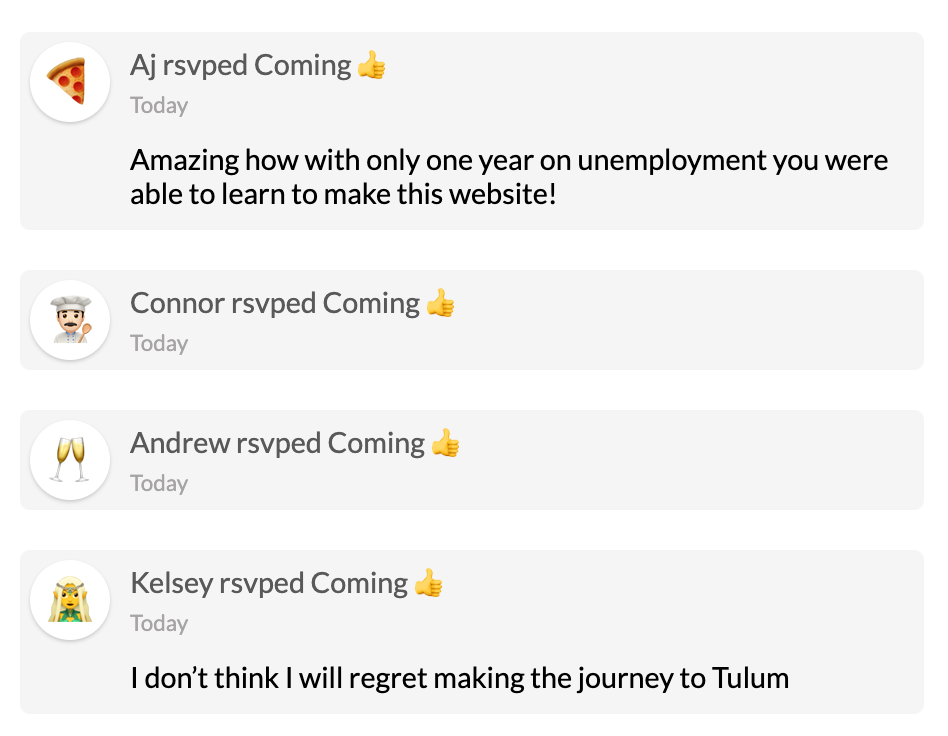 Aj rsvped Coming 👍
Today
Amazing how with only one year on unemployment you were
able to learn to make this website!
Connor rsvped Coming 👍
Today
Andrew rsvped Coming 👍
Today
Kelsey rsvped Coming 👍
Today
I don’t think I will regret making the journey to Tulum